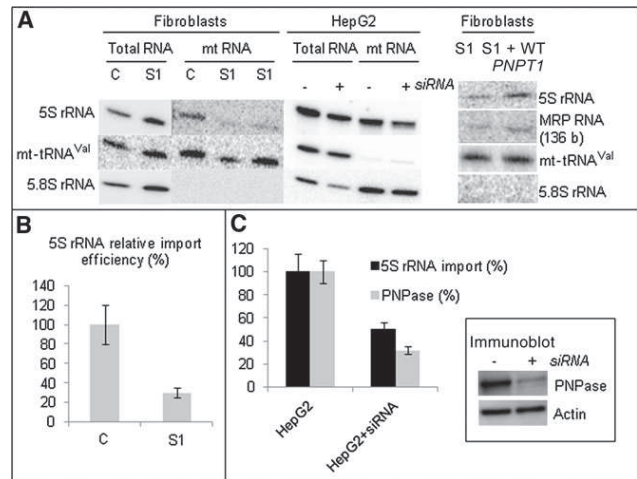 A
Fibroblasts
HepG2
Fibroblasts
Total RNA
mt RNA
Total RNA
mt RNA
S1 S1 + WT
PNPT1
C S1 C S1 S1
- + - + siRNA
5S rRNA
5S rRNA
MRP RNA
(136 b)
mt-tRNAVal
mt-tRNAVal
5.8S rRNA
5.8S rRNA
B
5S rRNA relative import
efficiency (%)
140
120
100
80
60
40
20
0
C S1
C
120
100
80
60
40
20
0
HepG2
HepG2+siRNA
5S rRNA import (%)
PNPase (%)
Immunoblot
- + siRNA
PNPase
Actin